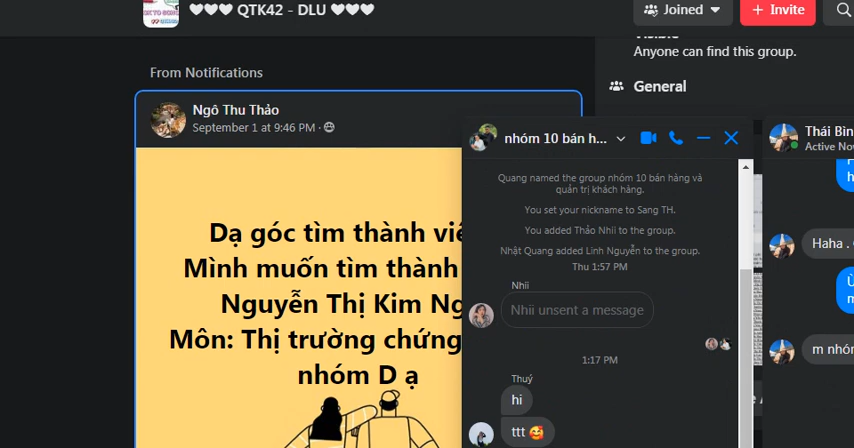 ♥♥♥ QTK42 - DLU ♥♥♥
Joined
+ Invite
Visible
Anyone can find this group.
General
From Notifications
Ngô Thu Thảo
September 1 at 9:46 PM ·
Dạ góc tìm thành
Mình muốn tìm thành
Nguyễn Thị Kim
Môn: Thị trường chứng
nhóm D ạ
nhóm 10 bán h...
Quang named the group nhóm 10 bán hàng và
quản trị khách hàng.
You set your nickname to Sang TH.
You added Thảo Nhii to the group.
Nhật Quang added Linh Nguyễn to the group.
Thu 1:57 PM
Nhii
Nhii unsent a message
1:17 PM
Thuý
hi
ttt 🥰
Thái Bìn
Active Now
Haha .
m nhóm